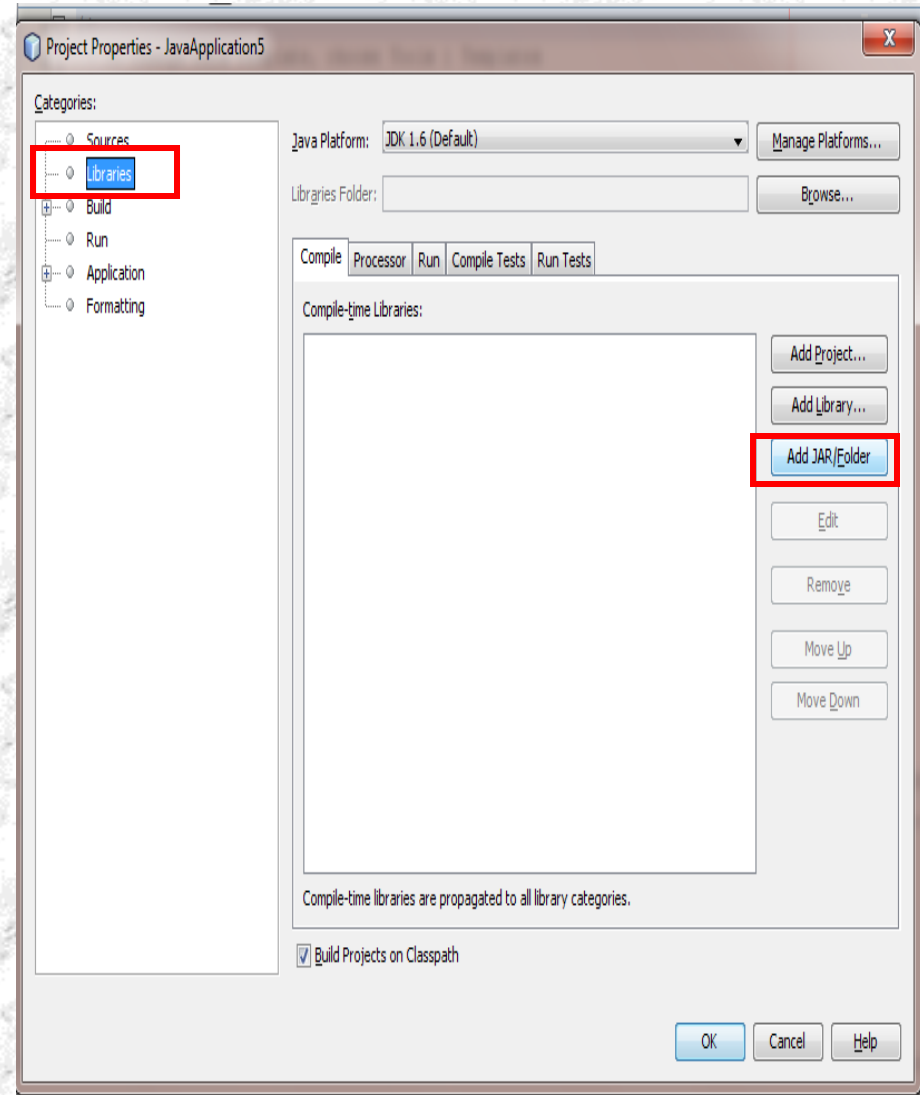 Project Properties - JavaApplication5
X
Categories:
Sources
Libraries
Build
Run
Application
Formatting
Java Platform: JDK 1.6 (Default) Manage Platforms...
Libraries Folder: Browse...
Compile Processor Run Compile Tests Run Tests
Compile-time Libraries:
Add Project...
Add Library...
Add JAR/Folder
Edit
Remove
Move Up
Move Down
Compile-time libraries are propagated to all library categories.
Build Projects on Classpath
OK Cancel Help